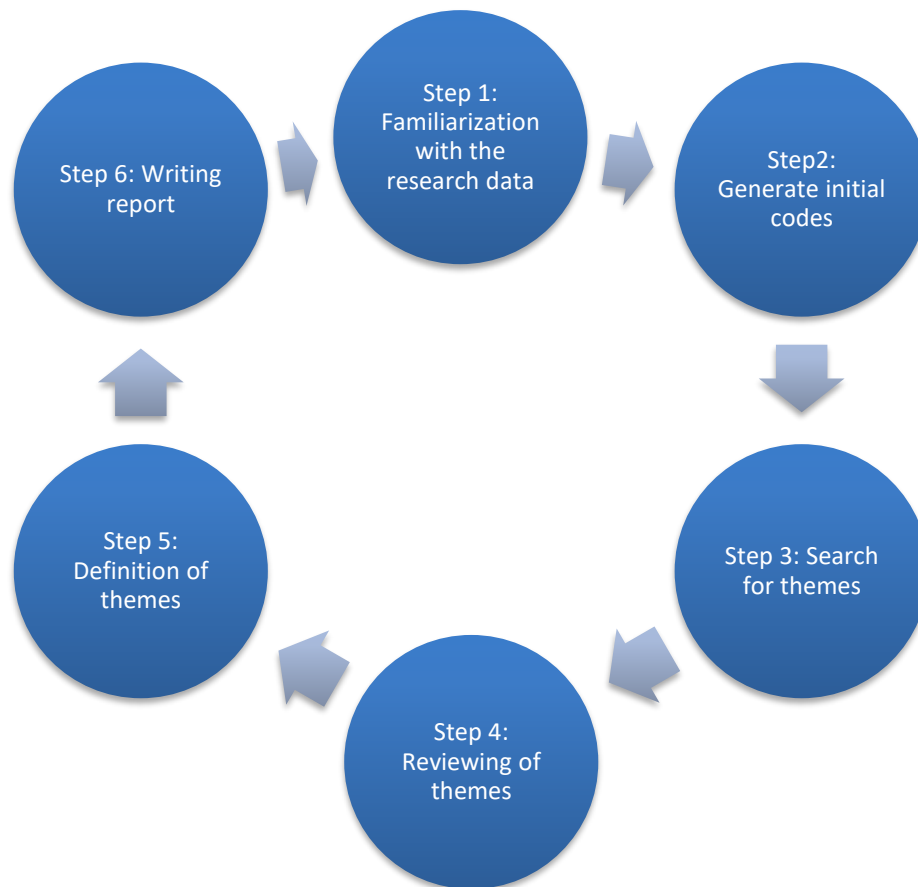 Step 1:
Familiarization
with the
research data
Step2:
Generate initial
codes
Step 3: Search
for themes
Step 4:
Reviewing of
themes
Step 5:
Definition of
themes
Step 6: Writing
report